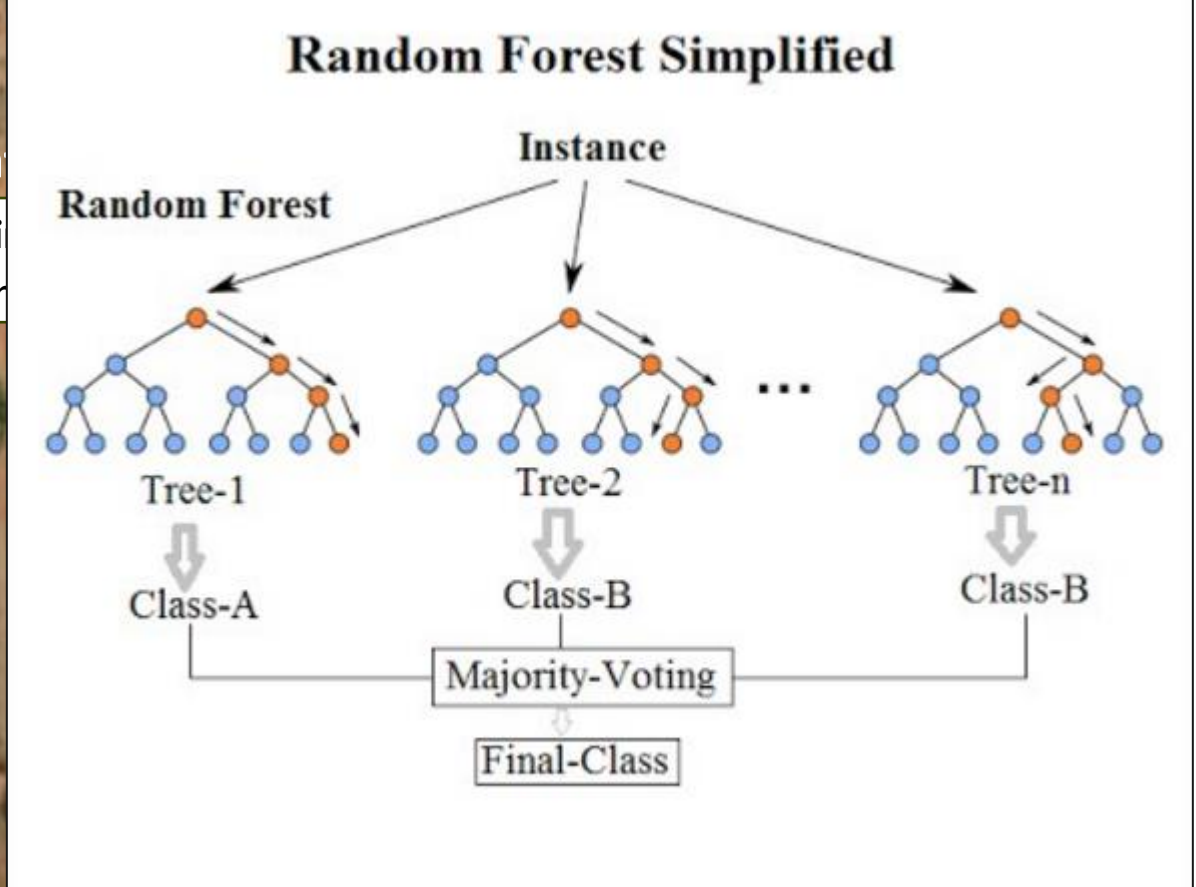 Random Forest Simplified
Instance
Random Forest
...
Tree-1
Tree-2
Tree-n
Class-A
Class-B
Class-B
Majority-Voting
Final-Class